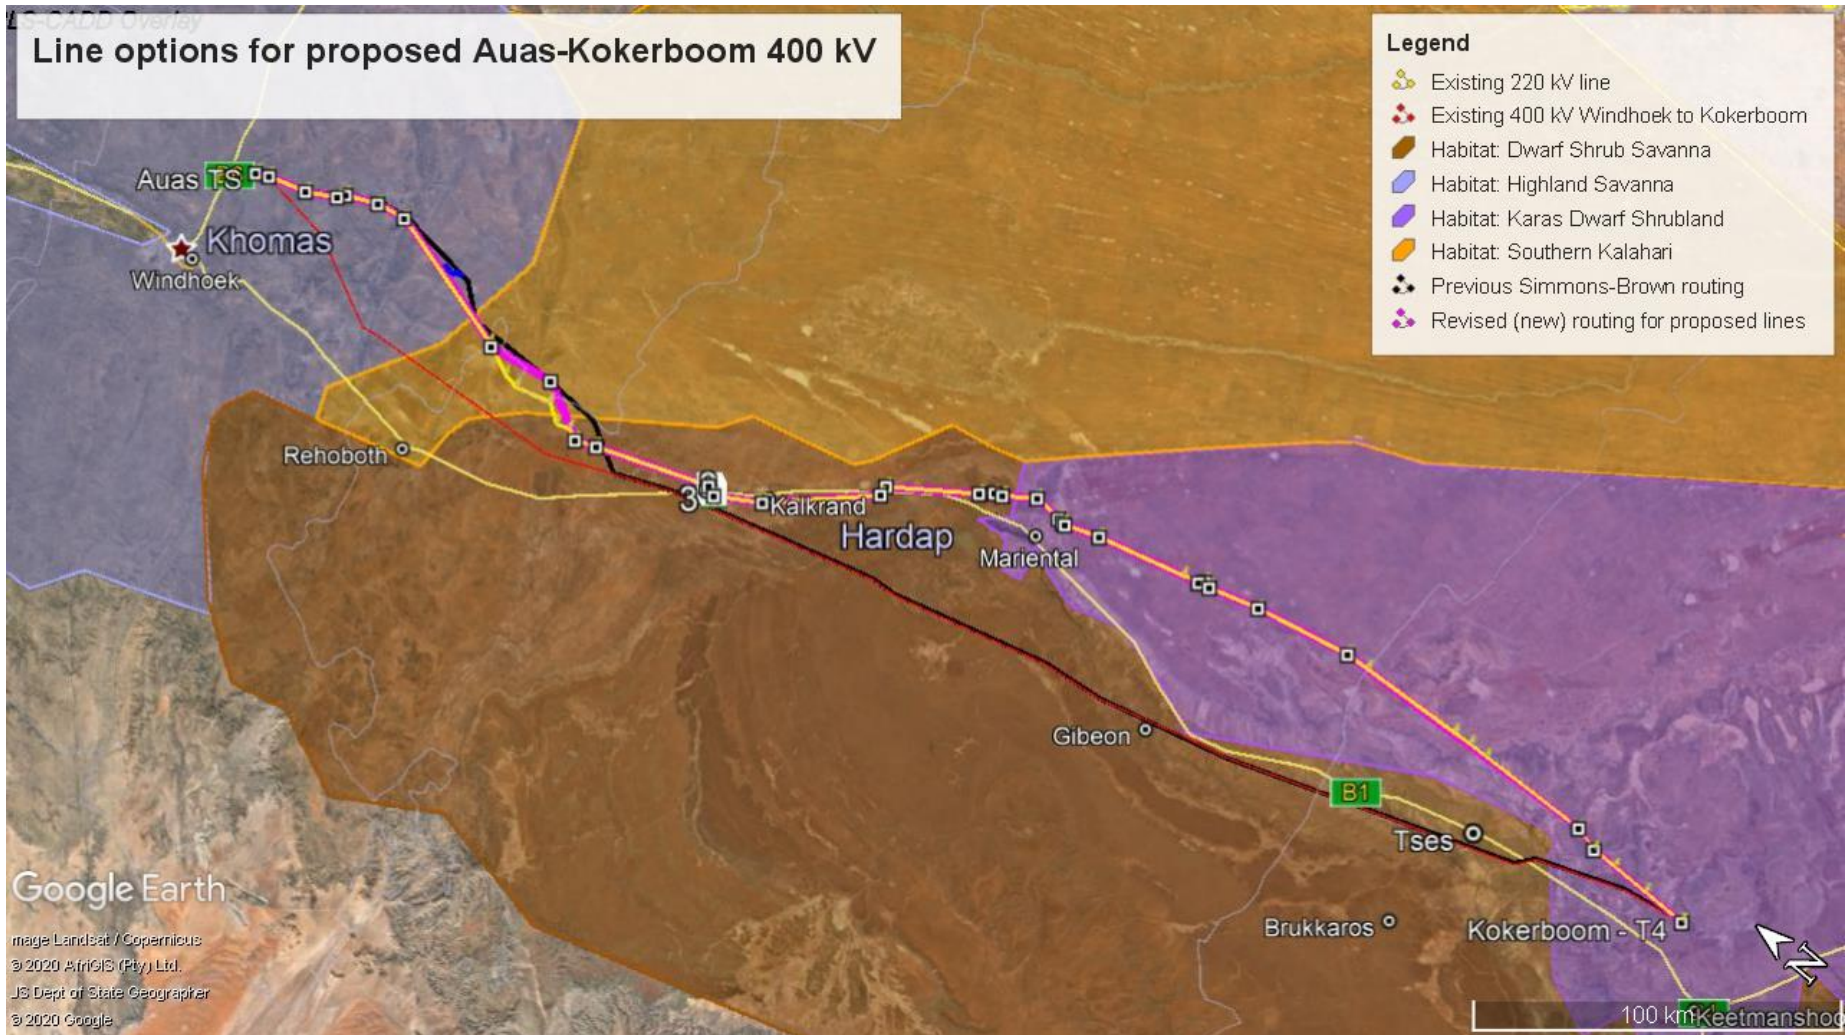 LS-CADD Overlay
Line options for proposed Auas-Kokerboom 400 kV
Legend
Existing 220 kV line
Existing 400 kV Windhoek to Kokerboom
Habitat: Dwarf Shrub Savanna
Habitat: Highland Savanna
Habitat: Karas Dwarf Shrubland
Habitat: Southern Kalahari
Previous Simmons-Brown routing
Revised (new) routing for proposed lines
Auas TS
Khomas
Windhoek
Rehoboth
3
Kalkrand
Hardap
Mariental
Gibeon
B1
Tses
Brukkaros
Kokerboom - T4
N
100 km
Keetmanshoo
Google Earth
mage Landsat / Copernicus
© 2020 AfriGIS (Pty) Ltd.
JS Dept of State Geographer
© 2020 Google